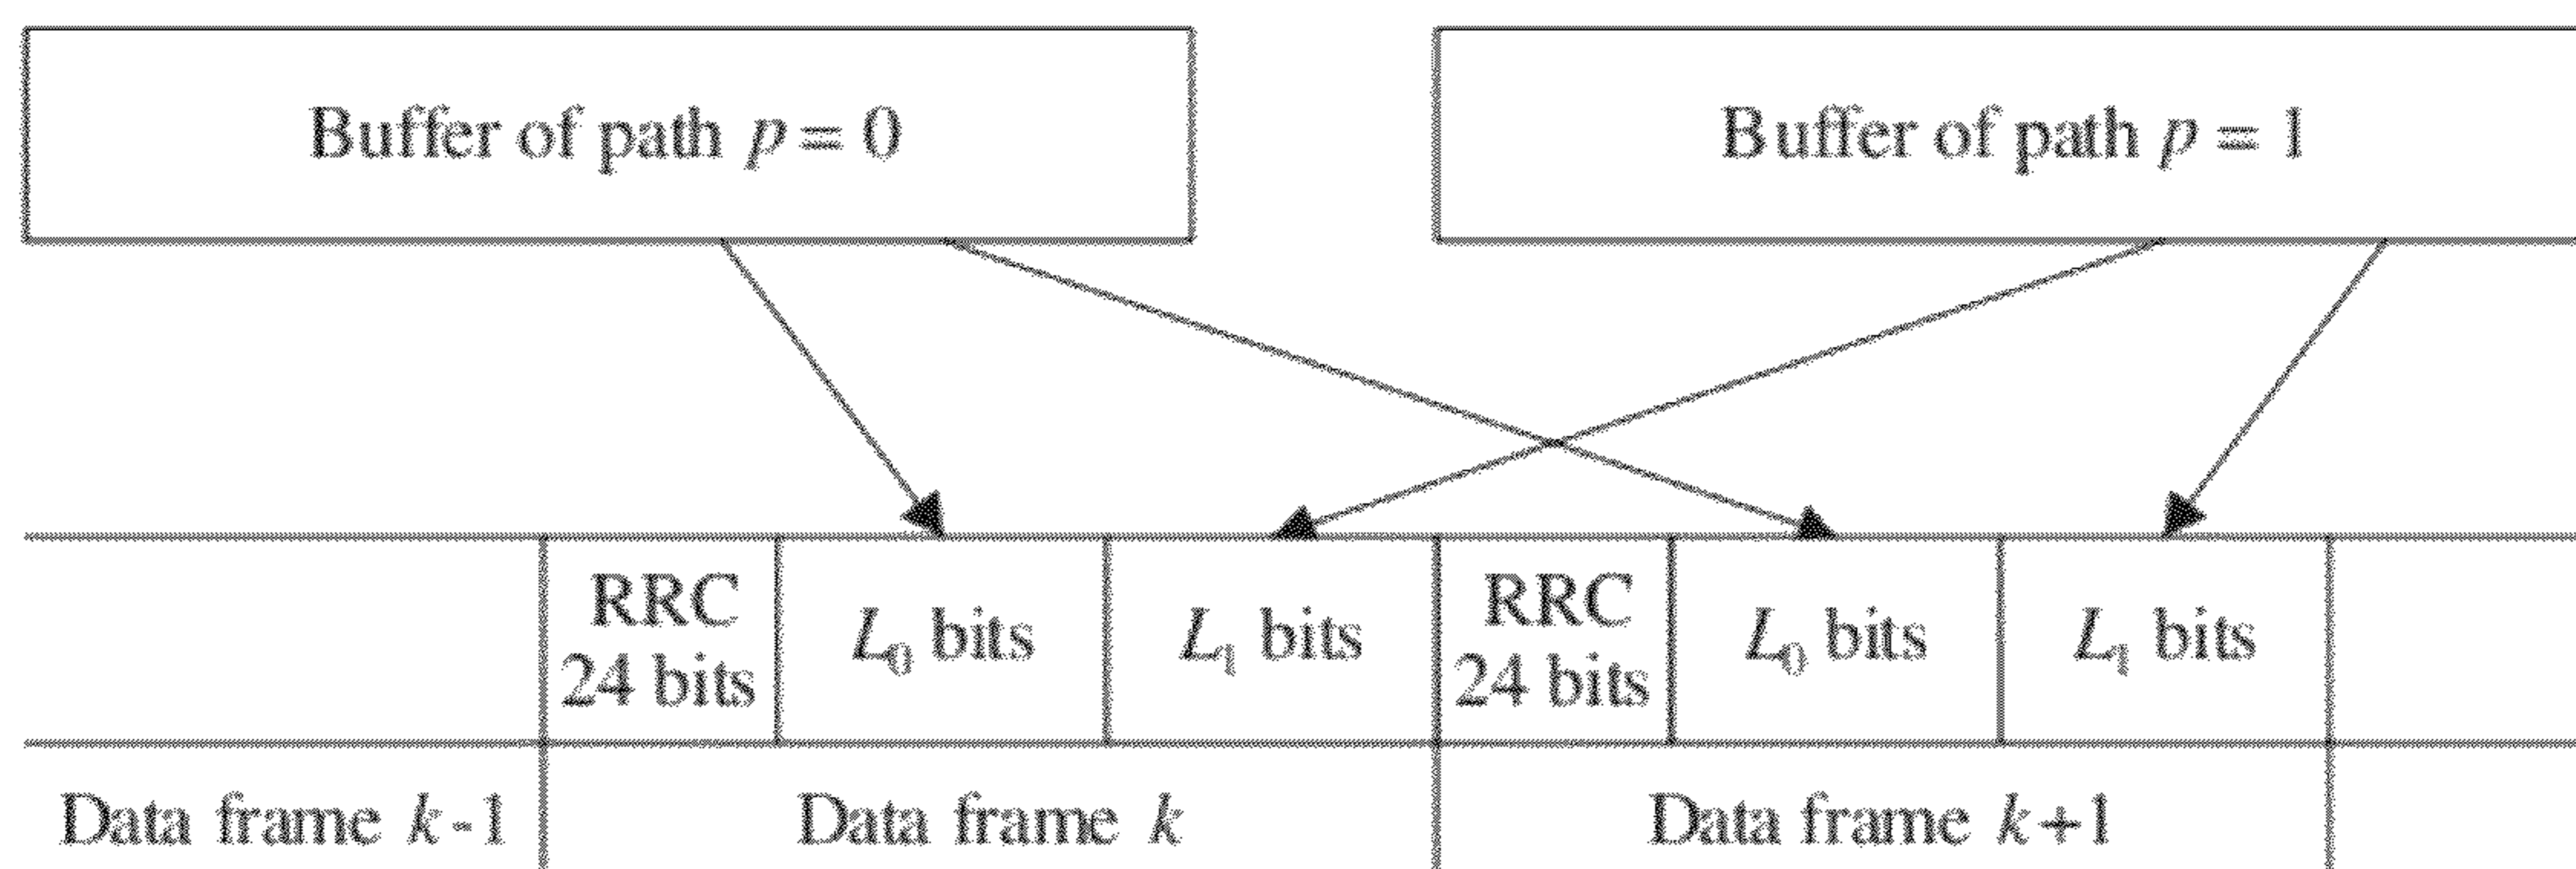 Buffer of path p = 0
Buffer of path p = 1
RRC
24 bits
L₀ bits
L₁ bits
RRC
24 bits
L₀ bits
L₁ bits
Data frame k-1
Data frame k
Data frame k+1